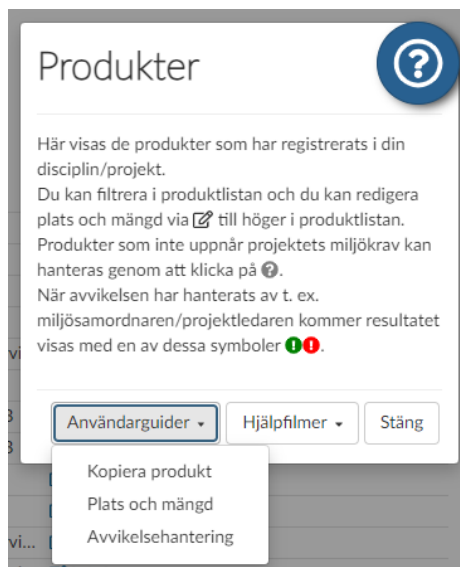 Produkter
Här visas de produkter som har registrerats i din
disciplin/projekt.
Du kan filtrera i produktlistan och du kan redigera
plats och mängd via till höger i produktlistan.
Produkter som inte uppnår projektets miljökrav kan
hanteras genom att klicka på ?.
När avvikelsen har hanterats av t. ex.
miljösamordnaren/projektledaren kommer resultatet
visas med en av dessa symboler !!.
Användarguider
Hjälpfilmer
Stäng
Kopiera produkt
Plats och mängd
Avvikelsehantering
vi...